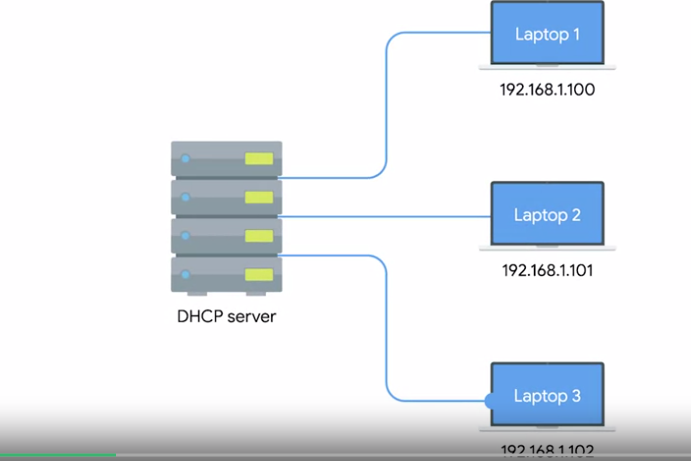 Laptop 1
192.168.1.100
Laptop 2
192.168.1.101
DHCP server
Laptop 3
192.168.1.102